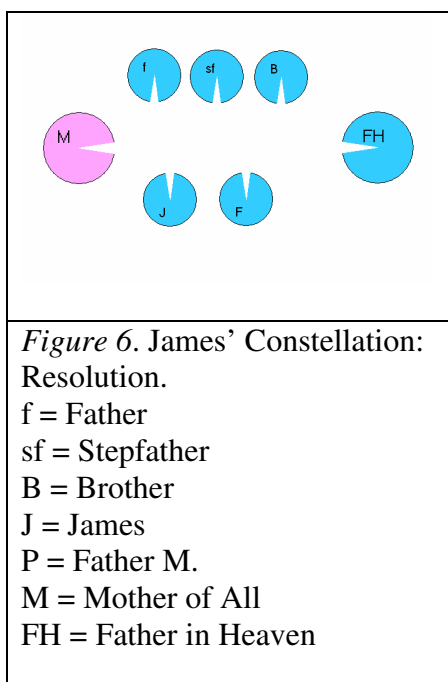 f sf B
M FH
J F
Figure 6. James’ Constellation:
Resolution.
f = Father
sf = Stepfather
B = Brother
J = James
P = Father M.
M = Mother of All
FH = Father in Heaven